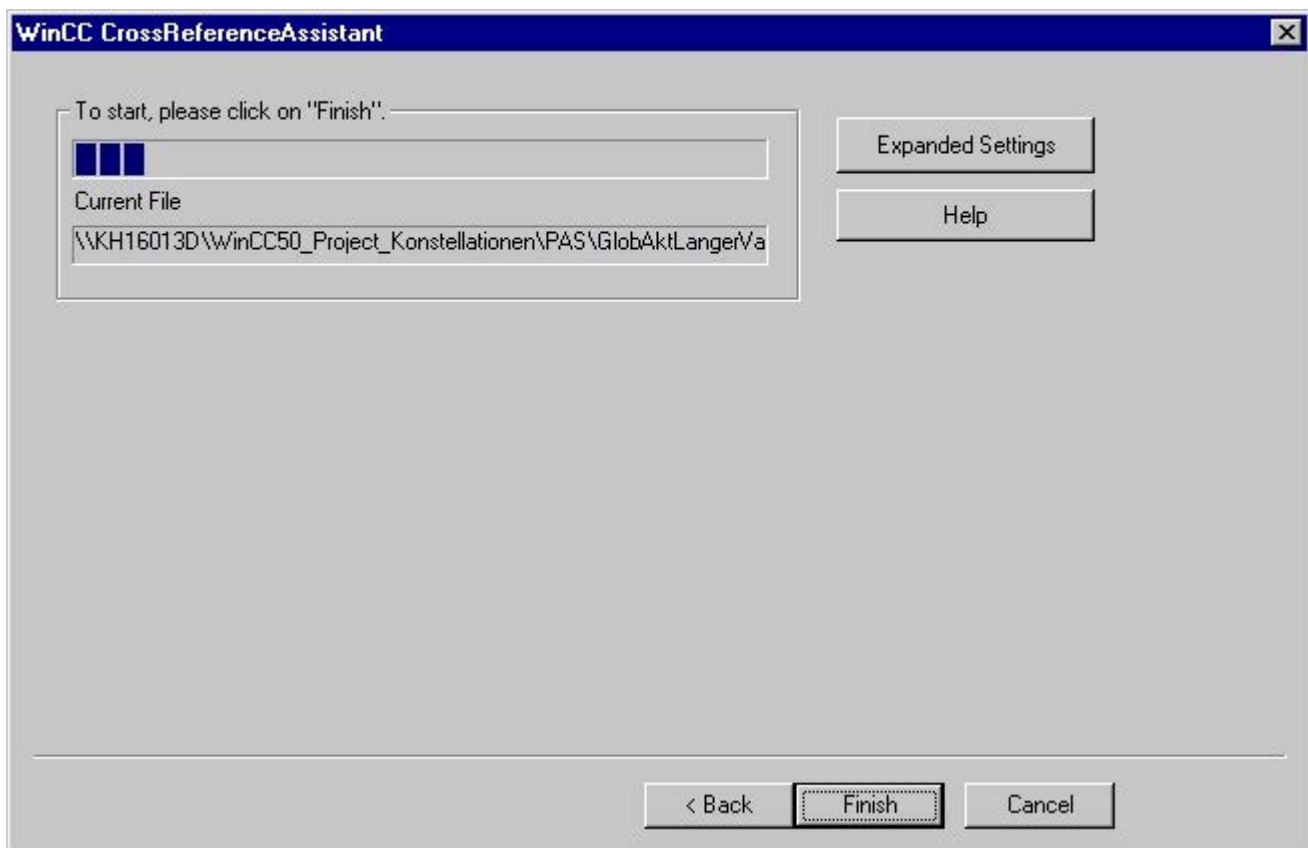 WinCC CrossReferenceAssistant
To start, please click on "Finish".
Expanded Settings
Current File
Help
\\KH16013D\WinCC50_Project_Konstellationen\PAS\GlobAktLangerVa
< Back
Finish
Cancel